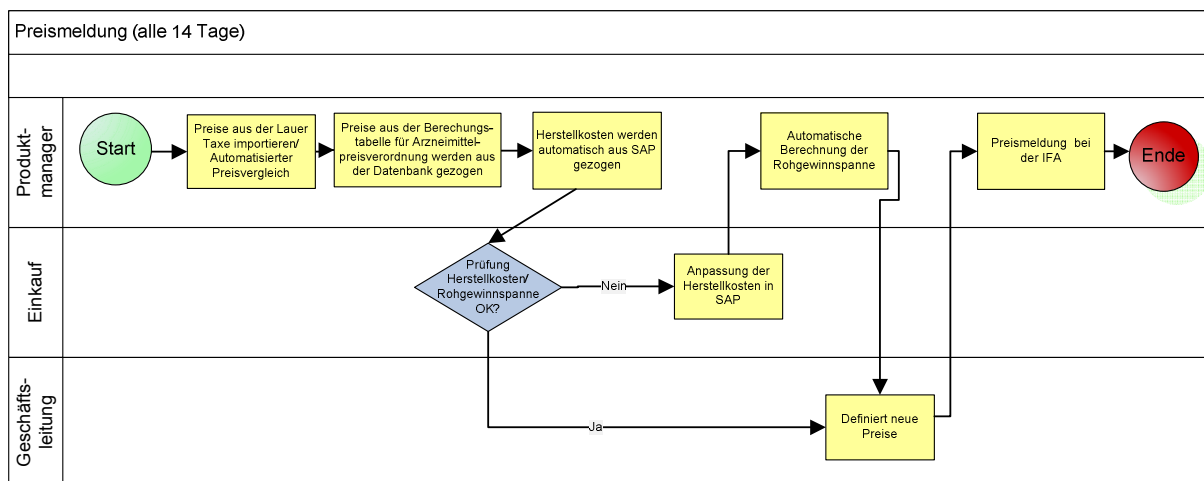 Preismeldung (alle 14 Tage)
Produkt-
manager
Start
Preise aus der Lauer
Taxe importieren/
Automatisierter
Preisvergleich
Preise aus der Berechungs-
tabelle für Arzneimittel-
preisverordnung werden aus
der Datenbank gezogen
Herstellkosten werden
automatisch aus SAP
gezogen
Automatische
Berechnung der
Rohgewinnspanne
Preismeldung bei
der IFA
Ende
Einkauf
Prüfung
Herstellkosten/
Rohgewinnspanne
OK?
Nein
Anpassung der
Herstellkosten in
SAP
Geschäfts-
leitung
Ja
Definiert neue
Preise